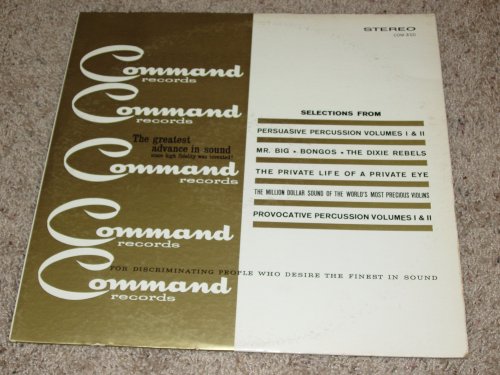 STEREO
Command
records
Command
records
The greatest
advance in sound
since high fidelity was invented!
Command
records
Command
records
Command
records
SELECTIONS FROM
PERSUASIVE PERCUSSION VOLUMES I & II
MR. BIG • BONGOS • THE DIXIE REBELS
THE PRIVATE LIFE OF A PRIVATE EYE
THE MILLION DOLLAR SOUND OF THE WORLD'S MOST PRECIOUS VIOLINS
PROVOCATIVE PERCUSSION VOLUMES I & II
FOR DISCRIMINATING PEOPLE WHO DESIRE THE FINEST IN SOUND